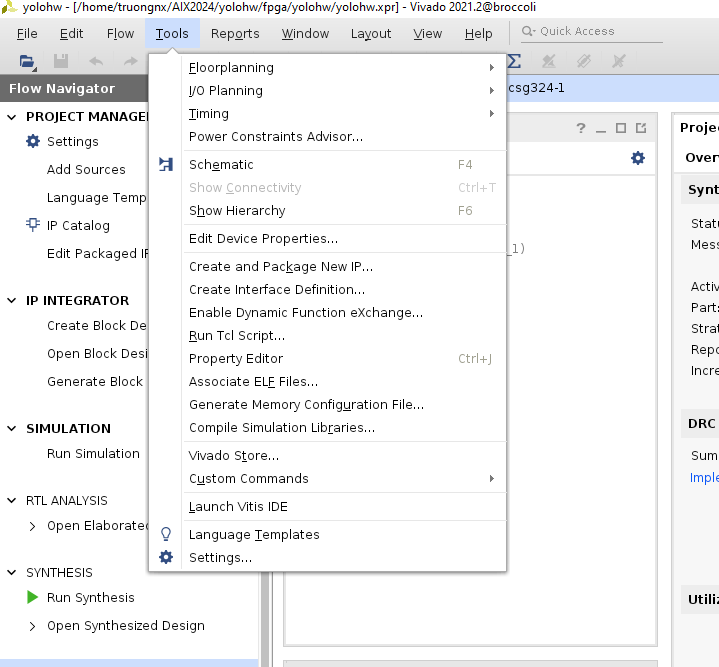 yolohw - [/home/truongnx/AIX2024/yolohw/fpga/yolohw/yolohw.xpr] - Vivado 2021.2@broccoli
File Edit Flow Tools Reports Window Layout View Help Quick Access
csg324-1
Flow Navigator
PROJECT MANAGE
Settings
Add Sources
Language Temp
IP Catalog
Edit Packaged IP
IP INTEGRATOR
Create Block De
Open Block Desi
Generate Block
SIMULATION
Run Simulation
RTL ANALYSIS
Open Elaborated
SYNTHESIS
Run Synthesis
Open Synthesized Design
Floorplanning
I/O Planning
Timing
Power Constraints Advisor...
Schematic F4
Show Connectivity Ctrl+T
Show Hierarchy F6
Edit Device Properties...
Create and Package New IP...
Create Interface Definition...
Enable Dynamic Function eXchange...
Run Tcl Script...
Property Editor Ctrl+J
Associate ELF Files...
Generate Memory Configuration File...
Compile Simulation Libraries...
Vivado Store...
Custom Commands
Launch Vitis IDE
Language Templates
Settings...
? 
_1)
Projec
Overv
Synt
Statu
Mess
Activ
Part:
Strat
Repo
Incre
DRC
Sum
Imple
Utiliz